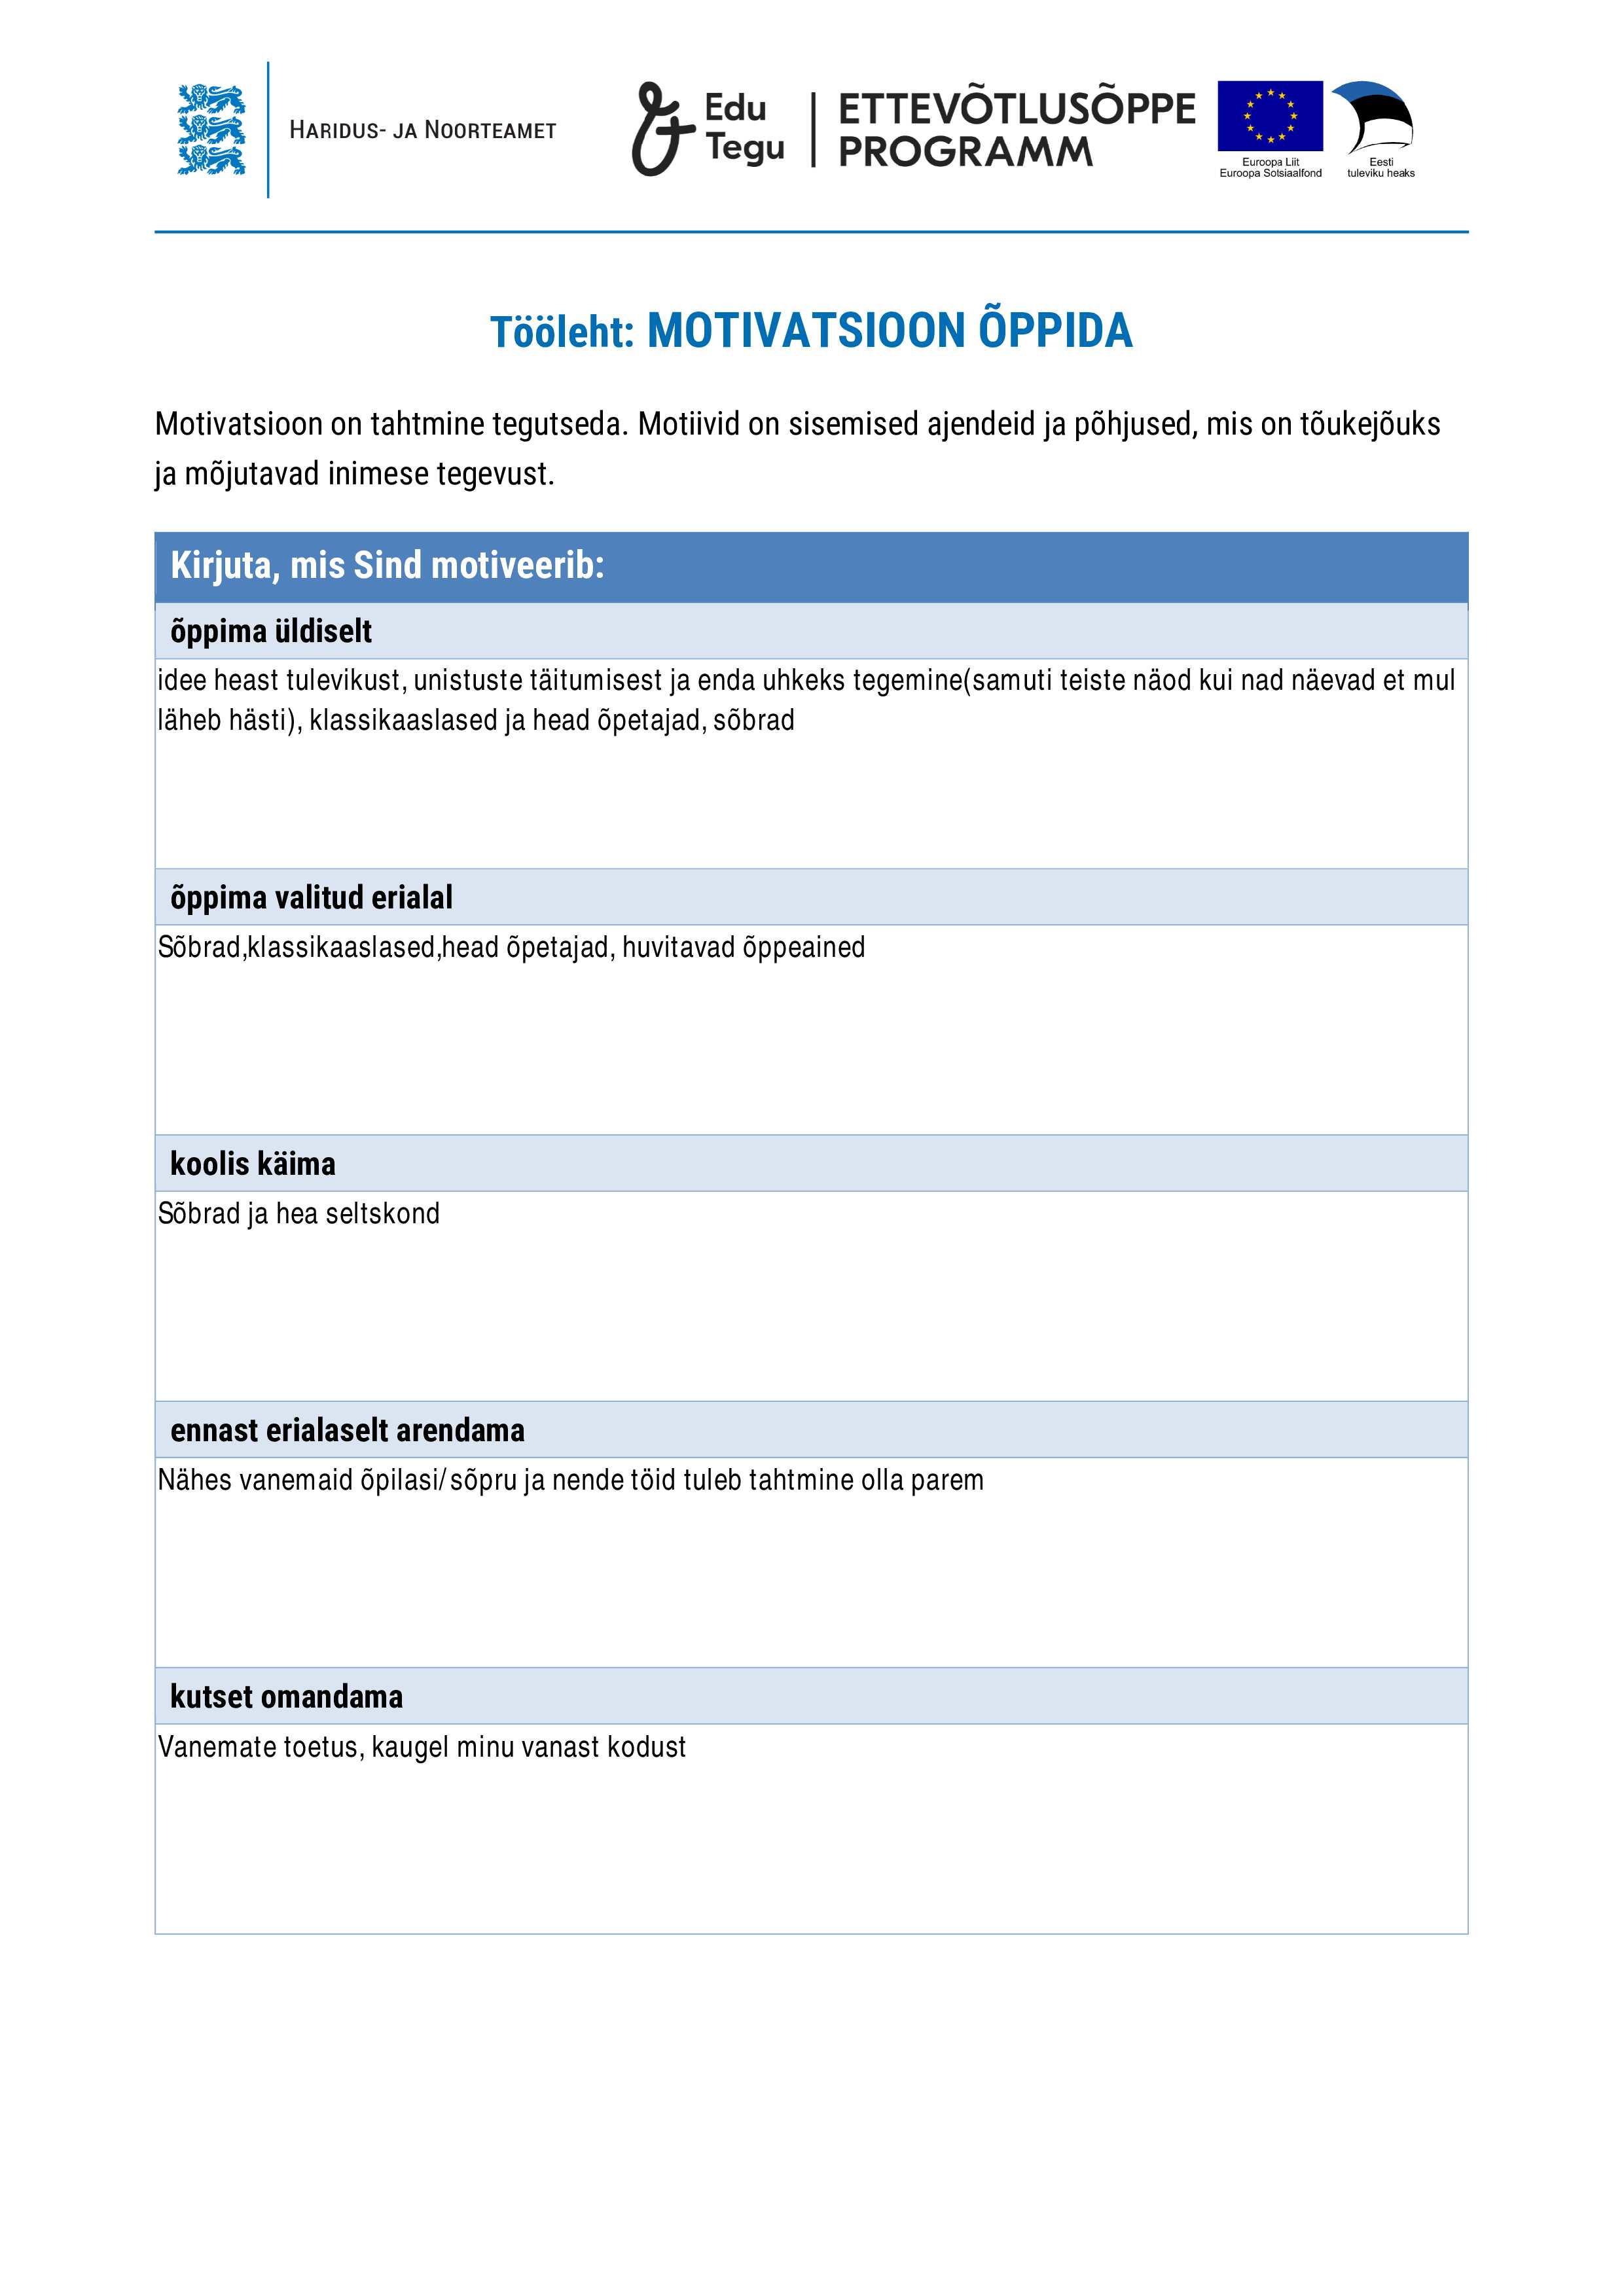 HARIDUS- JA NOORTEAMET
Edu
Tegu
ETTEVÕTLUSÕPPE
PROGRAMM
Euroopa Liit
Euroopa Sotsiaalfond
Eesti
tuleviku heaks
Tööleht: MOTIVATSIOON ÕPPIDA
Motivatsioon on tahtmine tegutseda. Motiivid on sisemised ajendeid ja põhjused, mis on tõukejõuks
ja mõjutavad inimese tegevust.
Kirjuta, mis Sind motiveerib:
õppima üldiselt
idee heast tulevikust, unistuste täitumisest ja enda uhkeks tegemine(samuti teiste näod kui nad näevad et mul
läheb hästi), klassikaaslased ja head õpetajad, sõbrad
õppima valitud erialal
Sõbrad,klassikaaslased,head õpetajad, huvitavad õppeained
koolis käima
Sõbrad ja hea seltskond
ennast erialaselt arendama
Nähes vanemaid õpilasi/sõpru ja nende töid tuleb tahtmine olla parem
kutset omandama
Vanemate toetus, kaugel minu vanast kodust